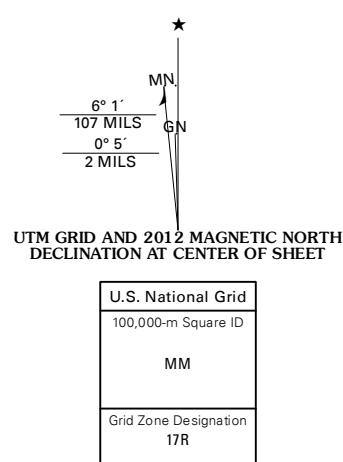 ★
MN
6° 1´
107 MILS
GN
0° 5´
2 MILS
UTM GRID AND 2012 MAGNETIC NORTH
DECLINATION AT CENTER OF SHEET
U.S. National Grid
100,000-m Square ID
MM
Grid Zone Designation
17R